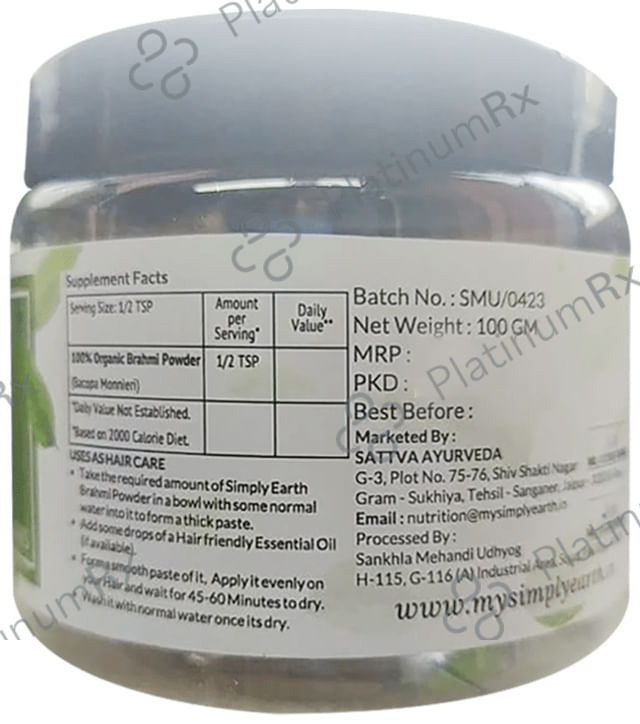 Supplement Facts
Serving Size: 1/2 TSP
Amount
per
Serving*
Daily
Value**
100% Organic Brahmi Powder
1/2 TSP
(Bacopa Monnieri)
*Daily Value Not Established.
*Based on 2000 Calorie Diet.
USES AS HAIR CARE
• Take the required amount of Simply Earth
Brahmi Powder in a bowl with some normal
water into it to form a thick paste.
• Add some drops of a Hair friendly Essential Oil
(if available).
• Form a smooth paste of it, Apply it evenly on
your Hair and wait for 45-60 Minutes to dry.
Wash it with normal water once its dry.
Batch No. : SMU/0423
Net Weight : 100 GM
MRP :
PKD :
Best Before :
Marketed By :
SATTVA AYURVEDA
G-3, Plot No. 75-76, Shiv Shakti Nagar
Gram - Sukhiya, Tehsil - Sanganer,
Email : nutrition@mysimplyearth.in
Processed By :
Sankhla Mehandi Udhyog
H-115, G-116 (A) Industrial Area,
www.mysimplyearth.in
PlatinumRx
PlatinumRx
PlatinumRx